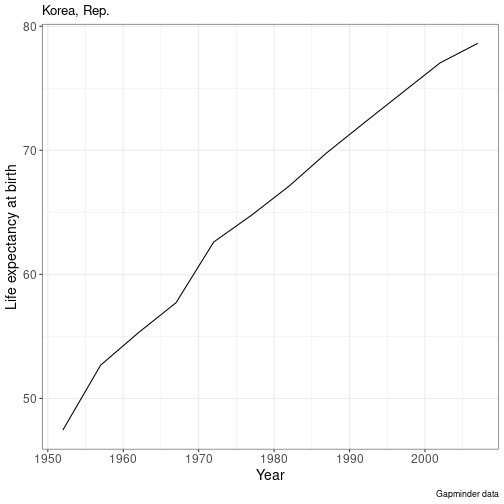 Korea, Rep.
80
70
60
50
Life expectancy at birth
1950 1960 1970 1980 1990 2000
Year
Gapminder data